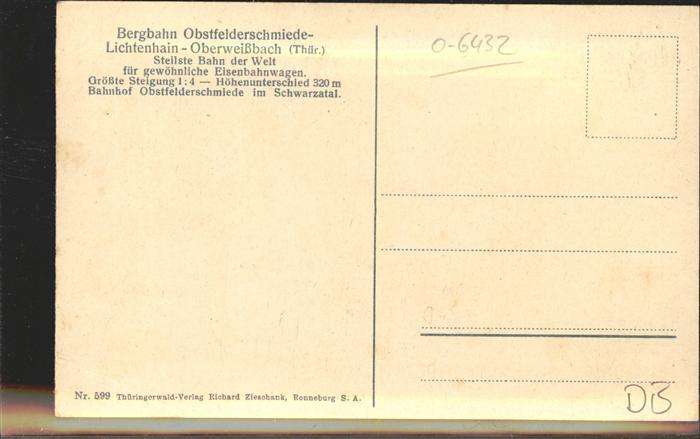 Bergbahn Obstfelderschmiede-
Lichtenhain - Oberweißbach (Thür.)
Steilste Bahn der Welt
für gewöhnliche Eisenbahnwagen.
Größte Steigung 1:4 — Höhenunterschied 320 m
Bahnhof Obstfelderschmiede im Schwarzatal.
0-6432
Nr. 599 Thüringerwald-Verlag Richard Zieschank, Ronneburg S. A.